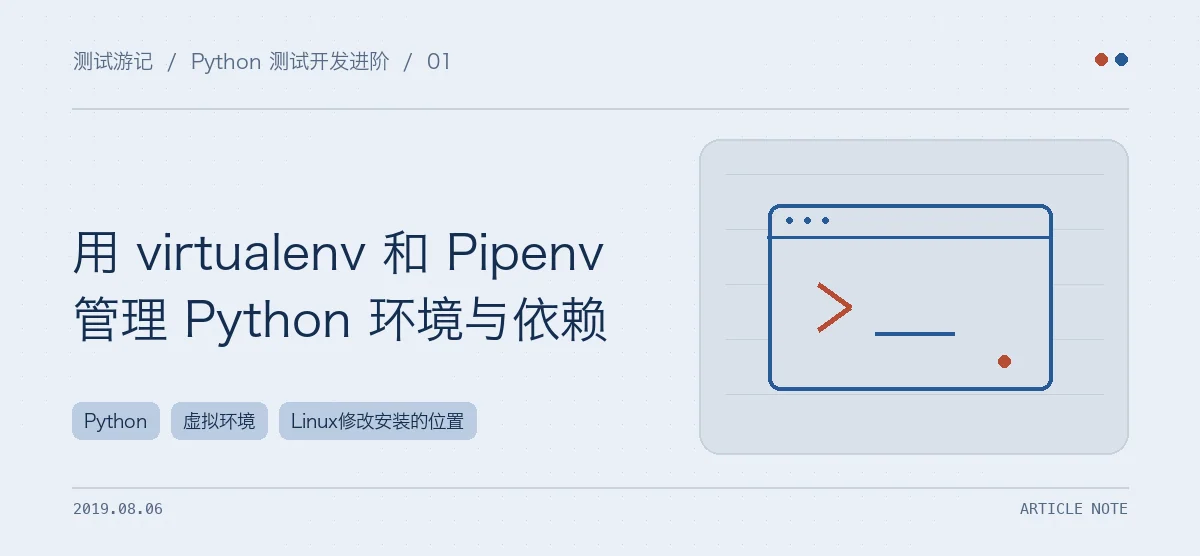 测试游记 / Python 测试开发进阶 / 01
用 virtualenv 和 Pipenv
管理 Python 环境与依赖
Python
虚拟环境
Linux修改安装的位置
2019.08.06
ARTICLE NOTE